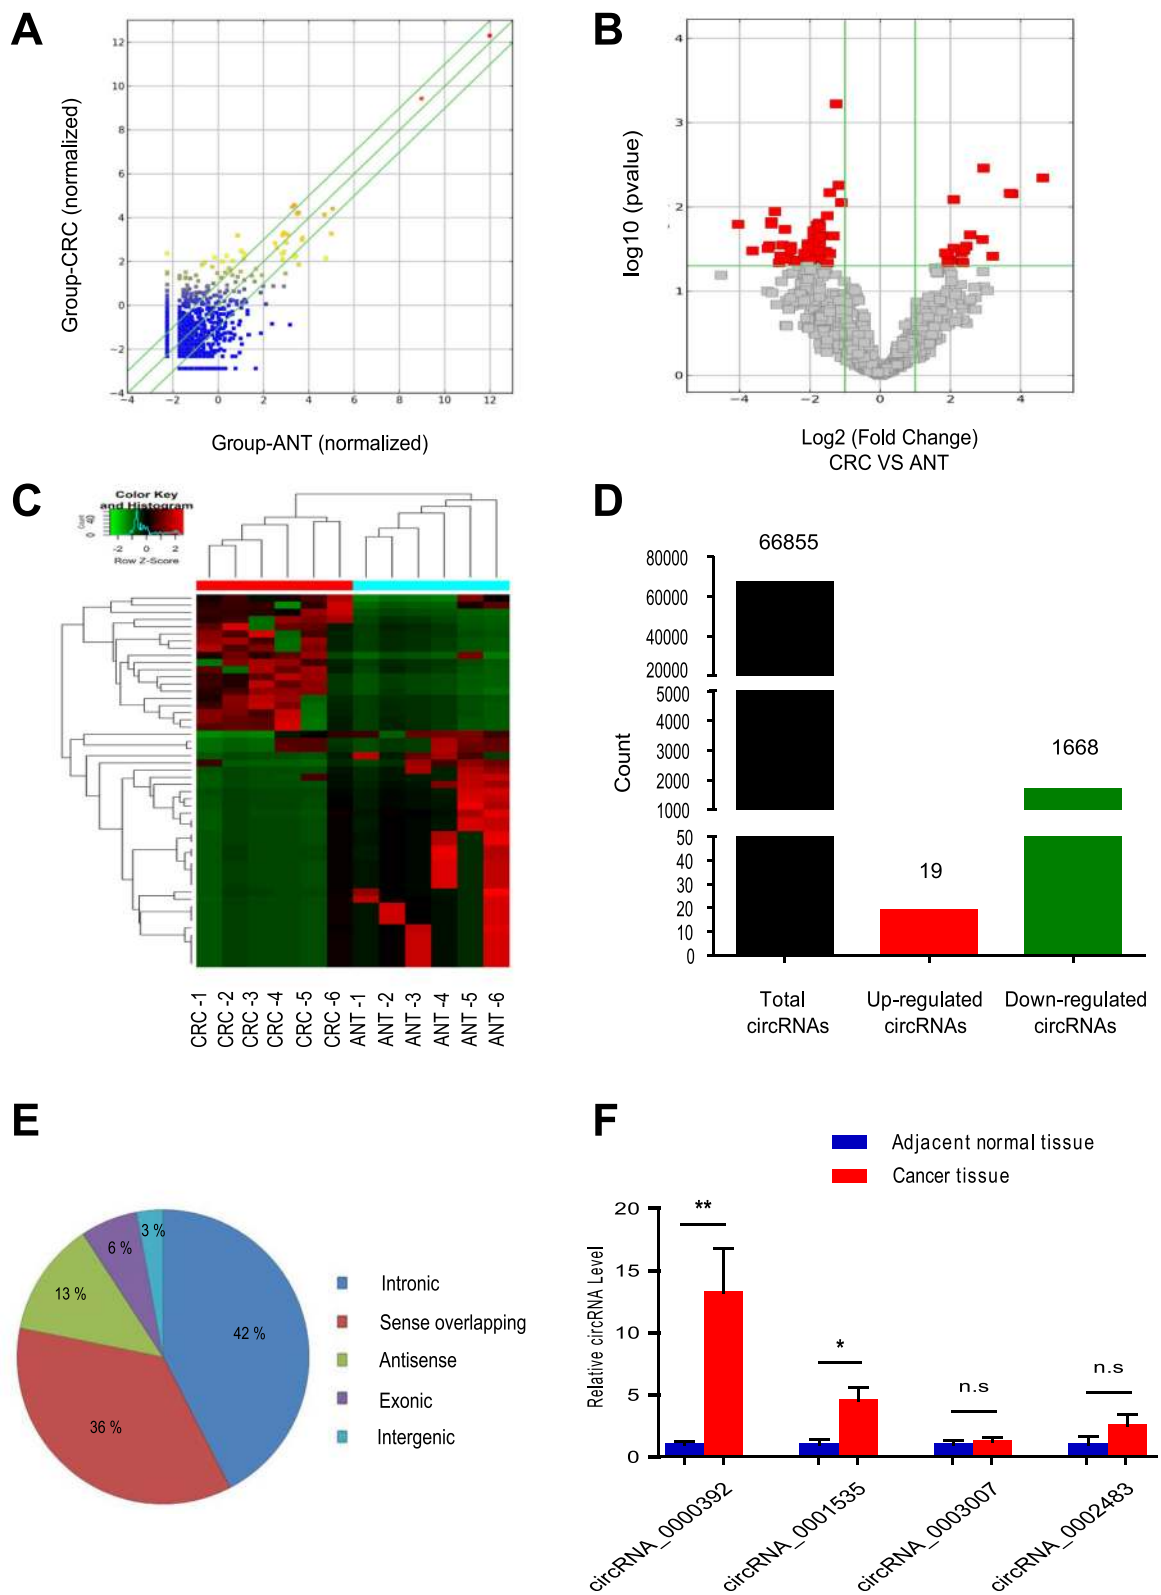 A
Group-CRC (normalized)
12
10
8
6
4
2
0
−2
−4
−4
−2
0
2
4
6
8
10
12
Group-ANT (normalized)
B
log10 (pvalue)
4
3
2
1
0
−4
−2
0
2
4
Log2 (Fold Change)
CRC VS ANT
C
Color Key
and Histogram
Count
0
40
-2
0
2
Row Z-Score
CRC -1
CRC -2
CRC -3
CRC -4
CRC -5
CRC -6
ANT -1
ANT -2
ANT -3
ANT -4
ANT -5
ANT -6
D
Count
80000
60000
40000
20000
5000
4000
3000
2000
1000
50
40
30
20
10
0
66855
19
1668
Total
circRNAs
Up-regulated
circRNAs
Down-regulated
circRNAs
E
3 %
6 %
13 %
42 %
36 %
Intronic
Sense overlapping
Antisense
Exonic
Intergenic
F
Adjacent normal tissue
Cancer tissue
Relative circRNA Level
20
15
10
5
0
**
*
n.s
n.s
circRNA_0000392
circRNA_0001535
circRNA_0003007
circRNA_0002483